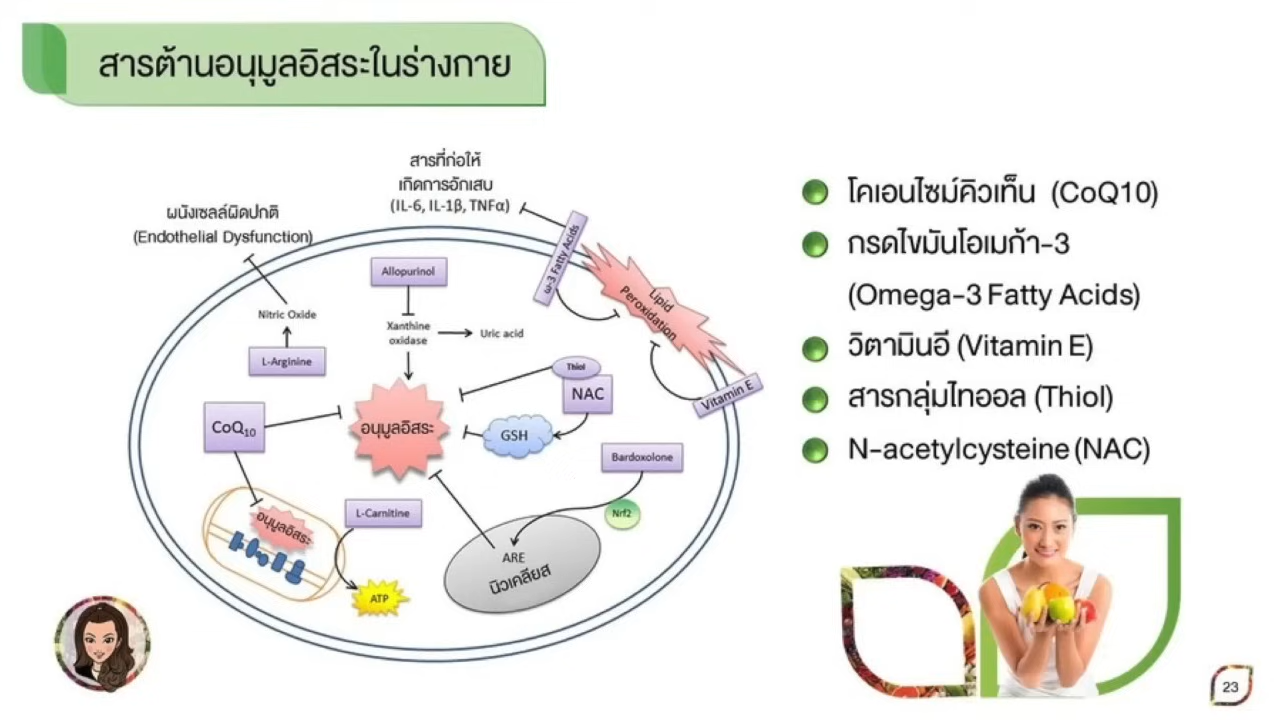 สารต้านอนุมูลอิสระในร่างกาย
สารที่ก่อให้
เกิดการอักเสบ
(IL-6, IL-1β, TNFα)
ผนังเซลล์ผิดปกติ
(Endothelial Dysfunction)
Allopurinol
ω-3 Fatty Acids
Lipid
Peroxidation
Nitric Oxide
Xanthine
oxidase
Uric acid
L-Arginine
Thiol
NAC
Vitamin E
CoQ10
อนุมูลอิสระ
GSH
Bardoxolone
L-Carnitine
Nrf2
อนุมูลอิสระ
ARE
นิวเคลียส
ATP
โคเอนไซม์คิวเท็น (CoQ10)
กรดไขมันโอเมก้า-3
(Omega-3 Fatty Acids)
วิตามินอี (Vitamin E)
สารกลุ่มไทออล (Thiol)
N-acetylcysteine (NAC)
23